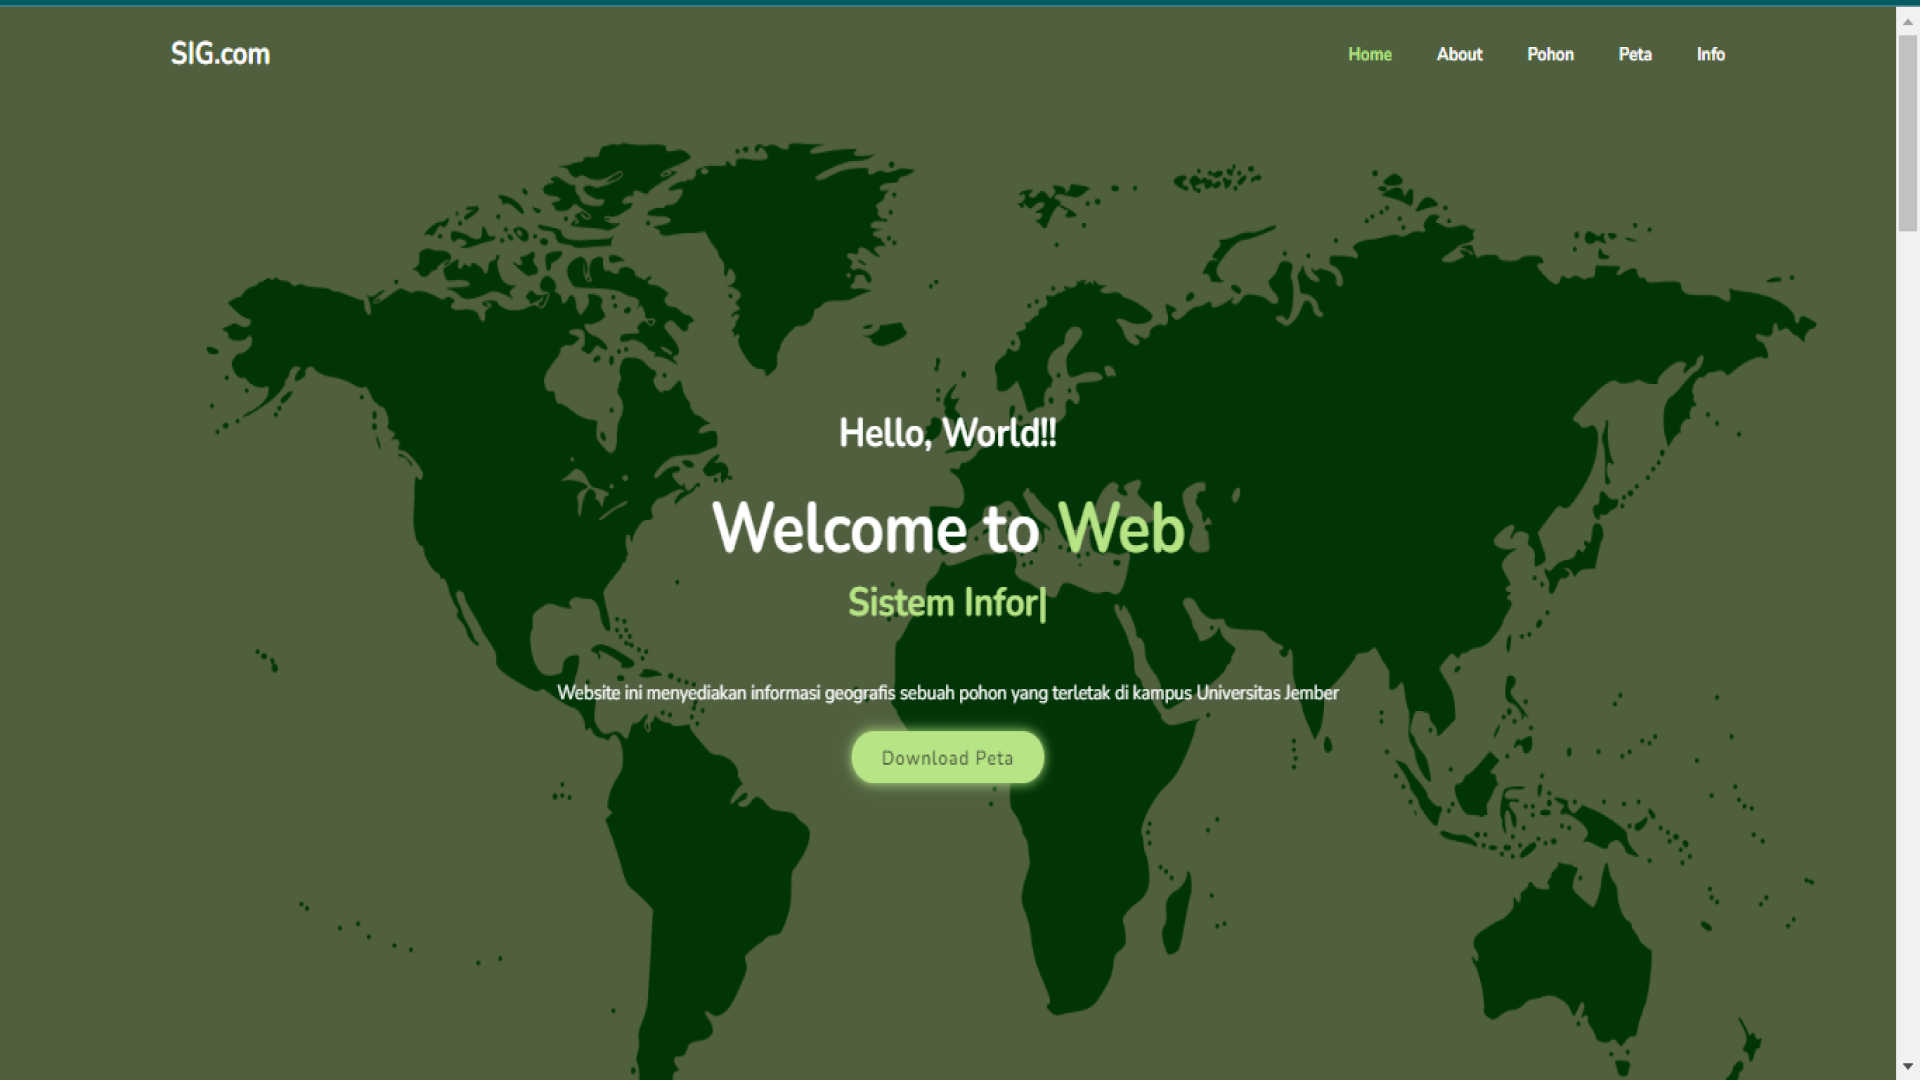 SIG.com
Home About Pohon Peta Info
Hello, World!!
Welcome to Web
Sistem Infor|
Website ini menyediakan informasi geografis sebuah pohon yang terletak di kampus Universitas Jember
Download Peta